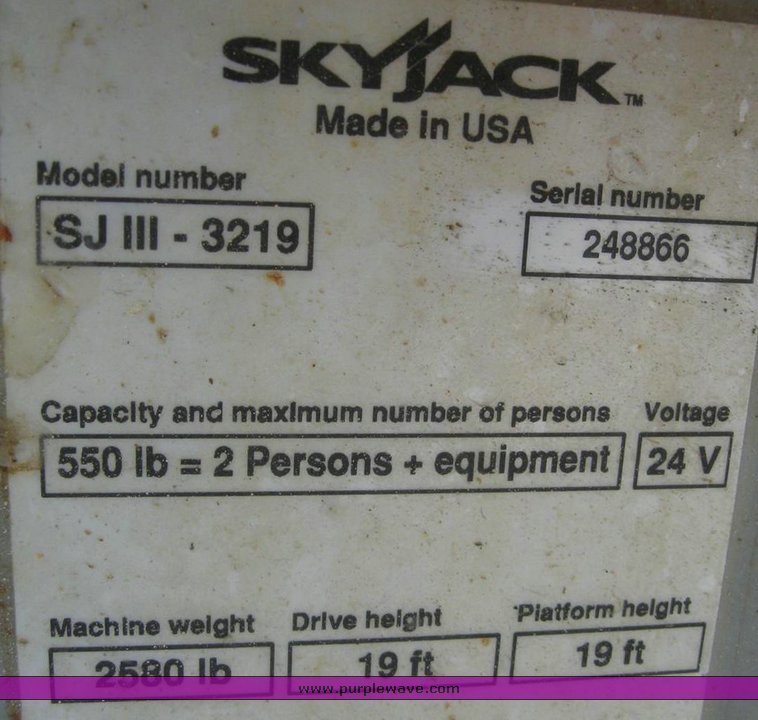 SKYJACK™
Made in USA
Model number
Serial number
SJ III - 3219
248866
Capacity and maximum number of persons
Voltage
550 lb = 2 Persons + equipment
24 V
Machine weight
Drive height
Platform height
2580 lb
19 ft
19 ft
www.purplewave.com